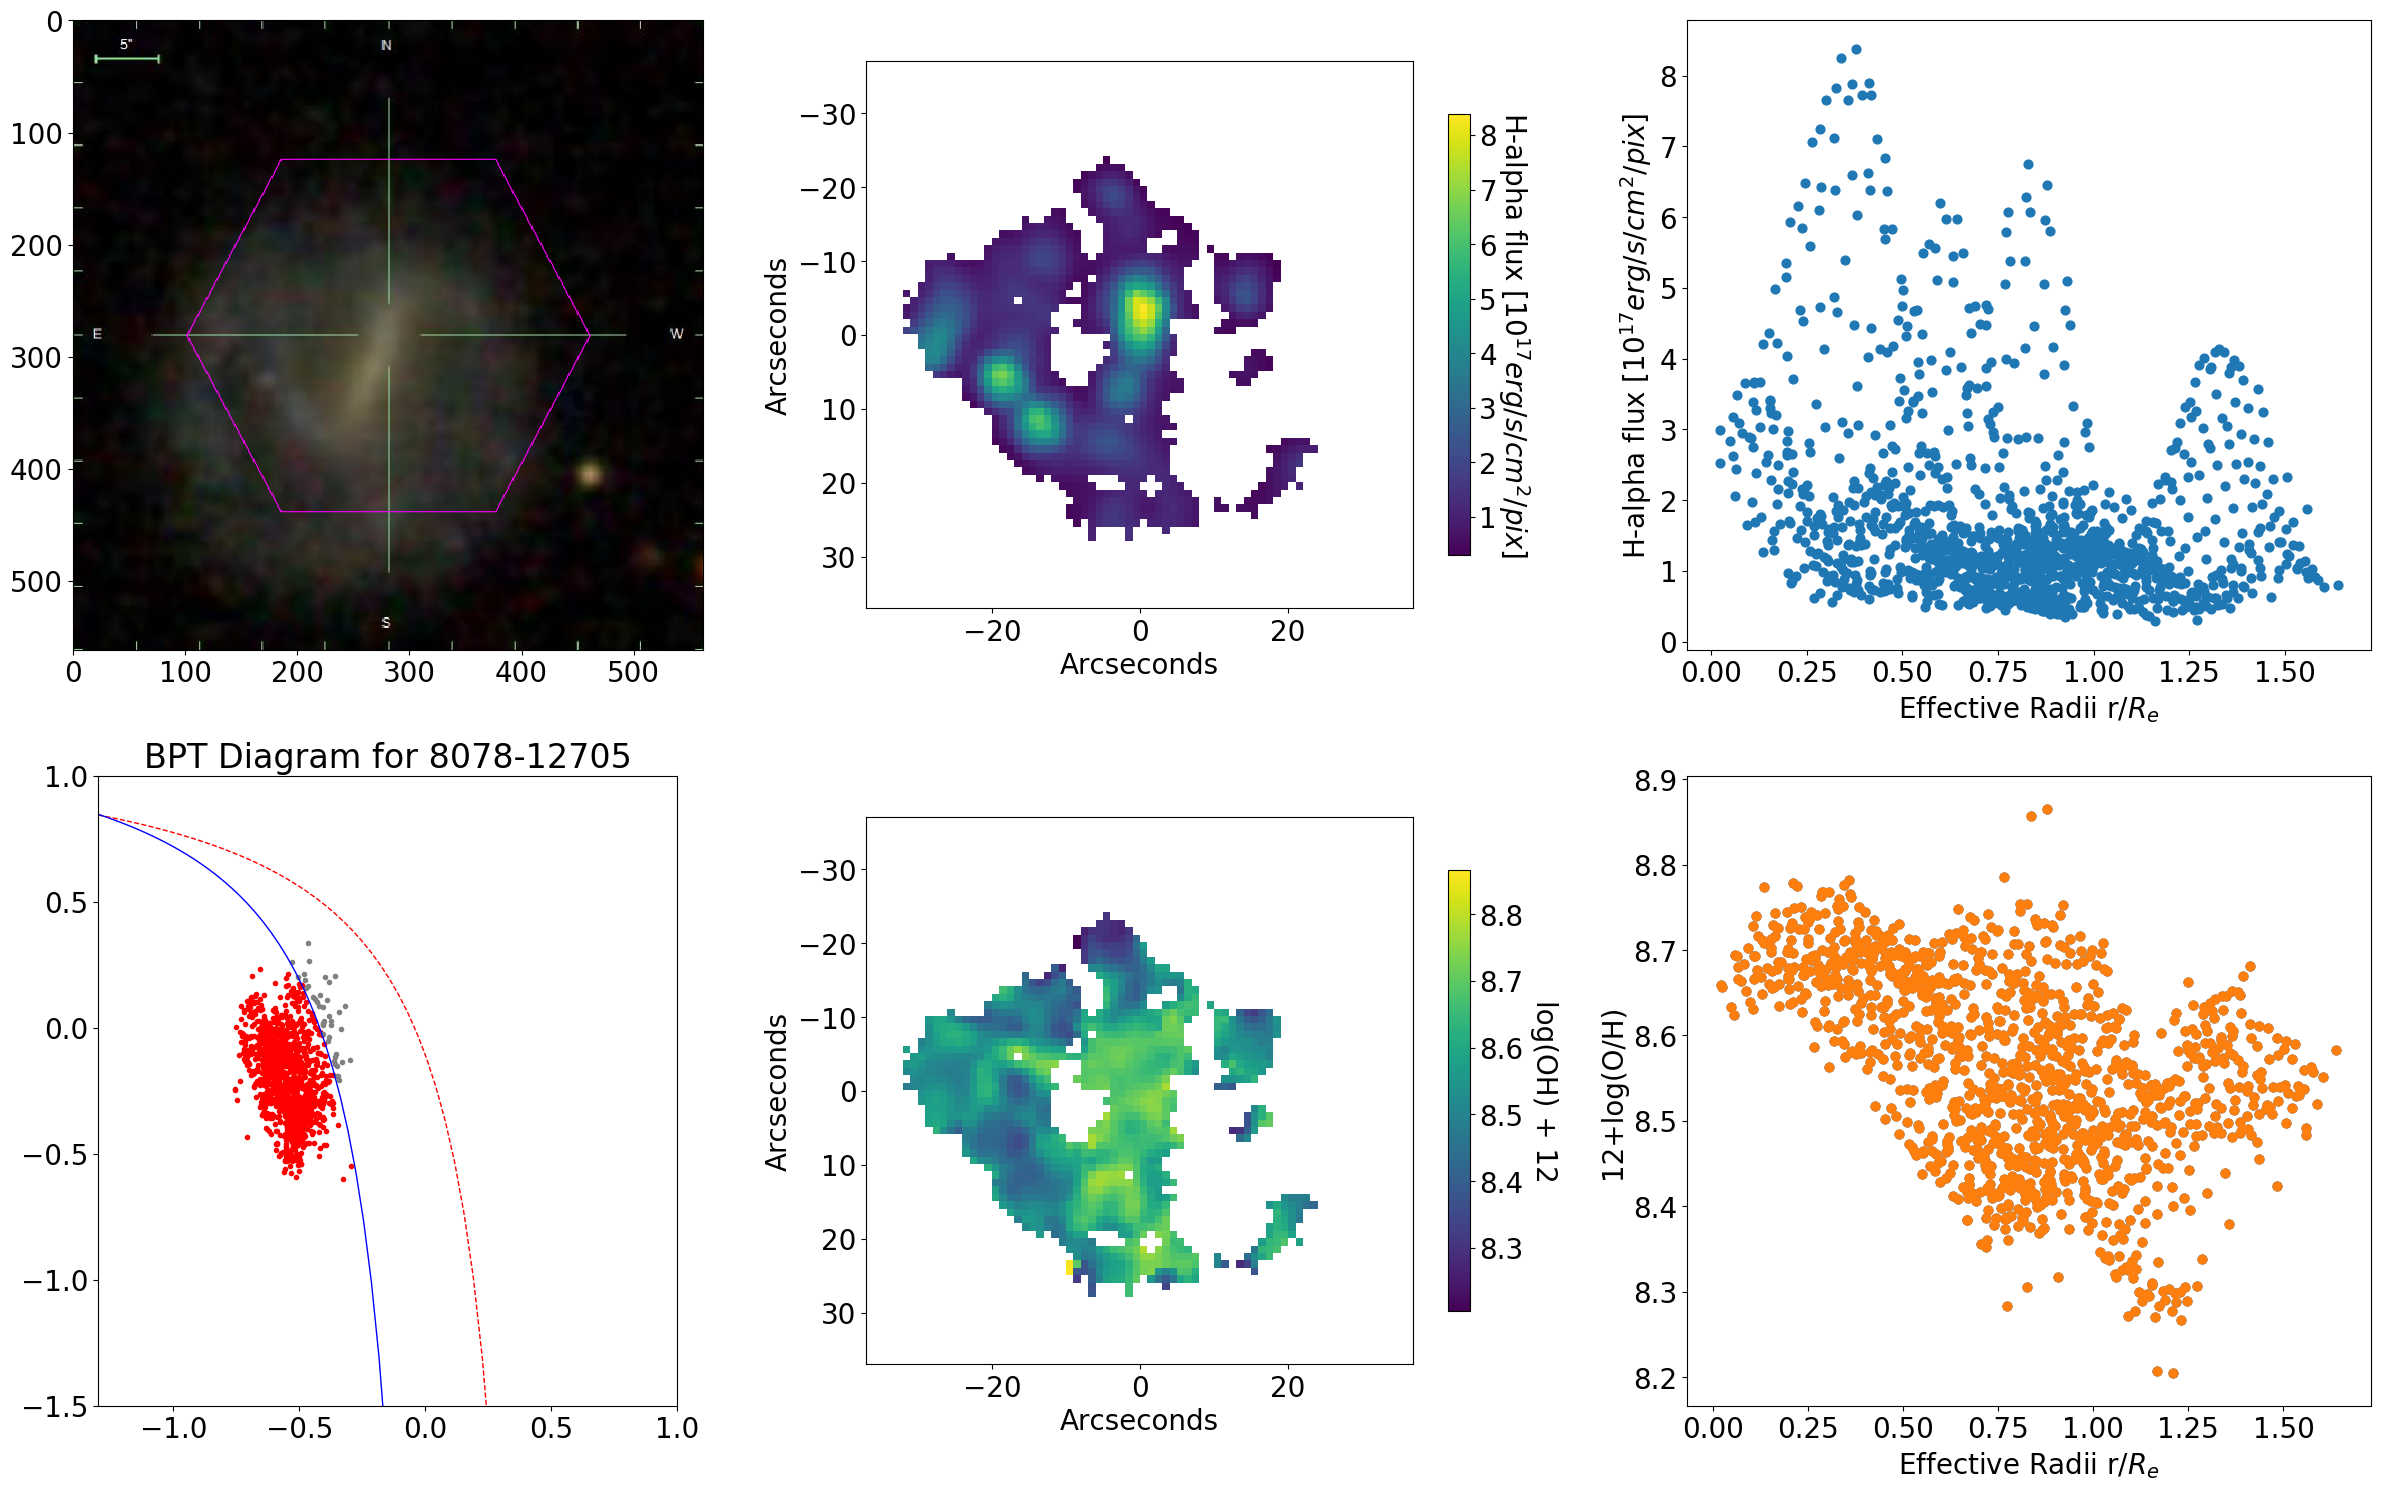 0
100
200
300
400
500
0 100 200 300 400 500
5"
N
E
W
S
−30
−20
−10
0
10
20
30
−20 0 20
Arcseconds
Arcseconds
8
7
6
5
4
3
2
1
H-alpha flux [10^17 erg/s/cm^2/pix]
8
7
6
5
4
3
2
1
0
H-alpha flux [10^17 erg/s/cm^2/pix]
0.00 0.25 0.50 0.75 1.00 1.25 1.50
Effective Radii r/R_e
BPT Diagram for 8078-12705
1.0
0.5
0.0
−0.5
−1.0
−1.5
−1.0 −0.5 0.0 0.5 1.0
−30
−20
−10
0
10
20
30
−20 0 20
Arcseconds
Arcseconds
8.8
8.7
8.6
8.5
8.4
8.3
log(OH) + 12
8.9
8.8
8.7
8.6
8.5
8.4
8.3
8.2
12+log(O/H)
0.00 0.25 0.50 0.75 1.00 1.25 1.50
Effective Radii r/R_e